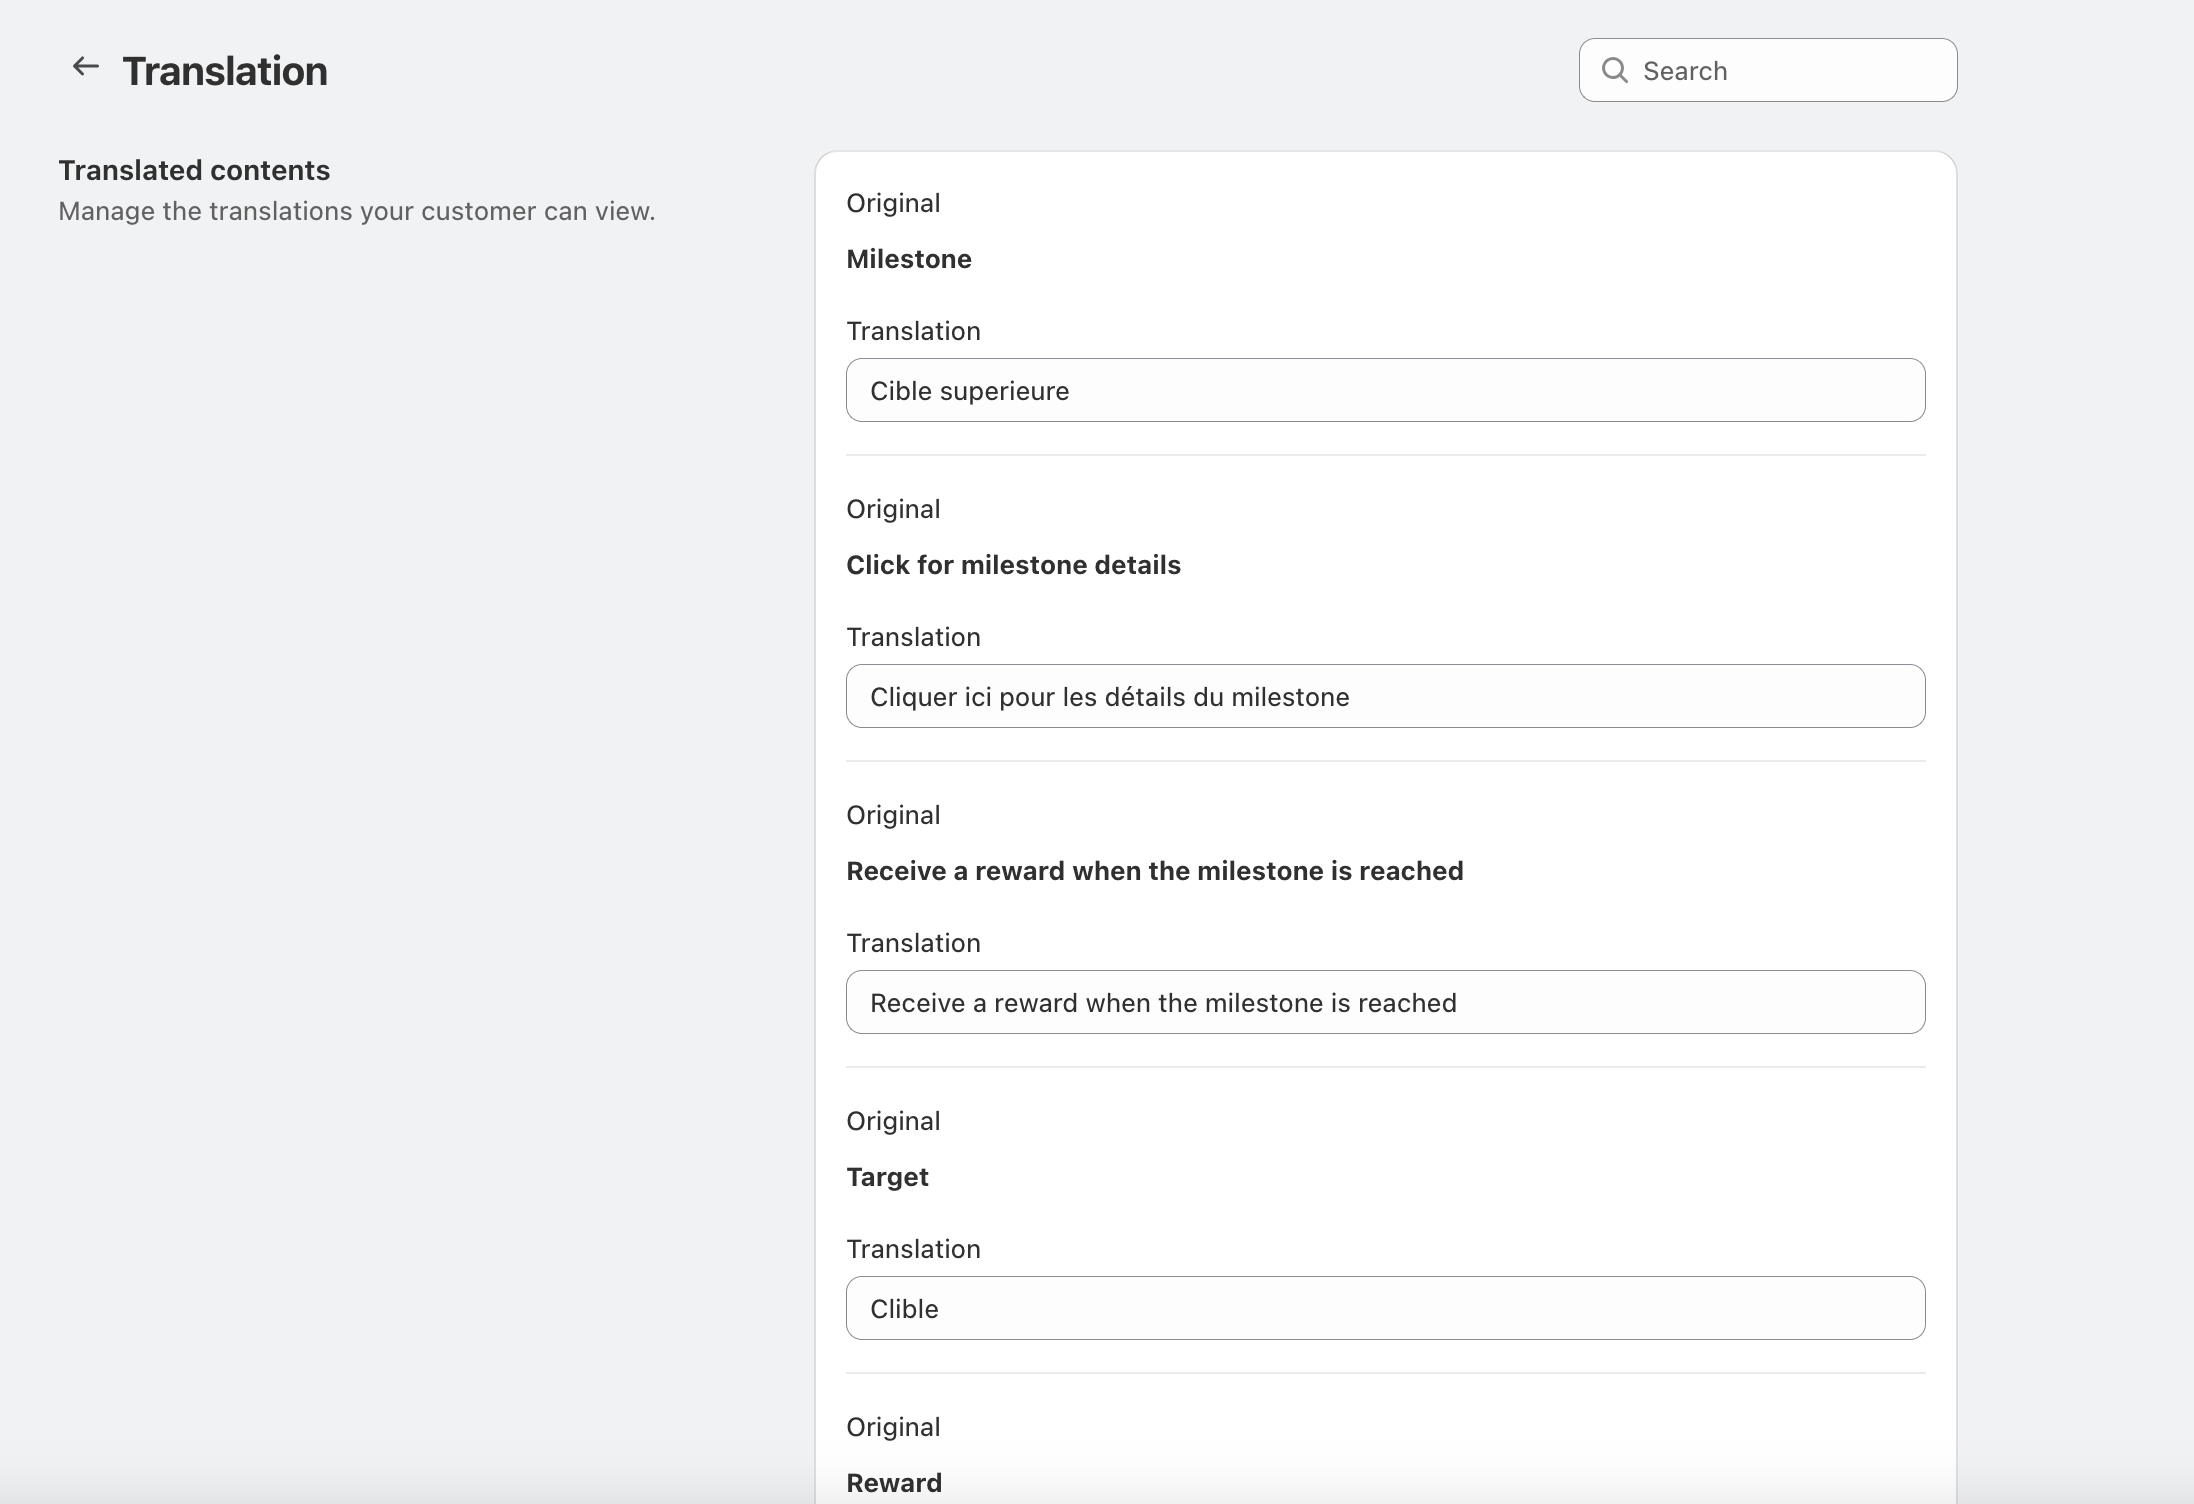 Translation
Search
Translated contents
Manage the translations your customer can view.
Original
Milestone
Translation
Cible superieure
Original
Click for milestone details
Translation
Cliquer ici pour les détails du milestone
Original
Receive a reward when the milestone is reached
Translation
Receive a reward when the milestone is reached
Original
Target
Translation
Clible
Original
Reward